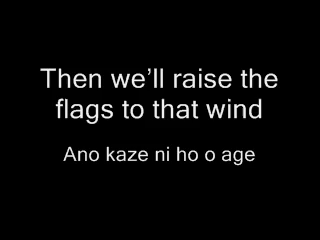 Then we’ll raise the
flags to that wind
Ano kaze ni ho o age